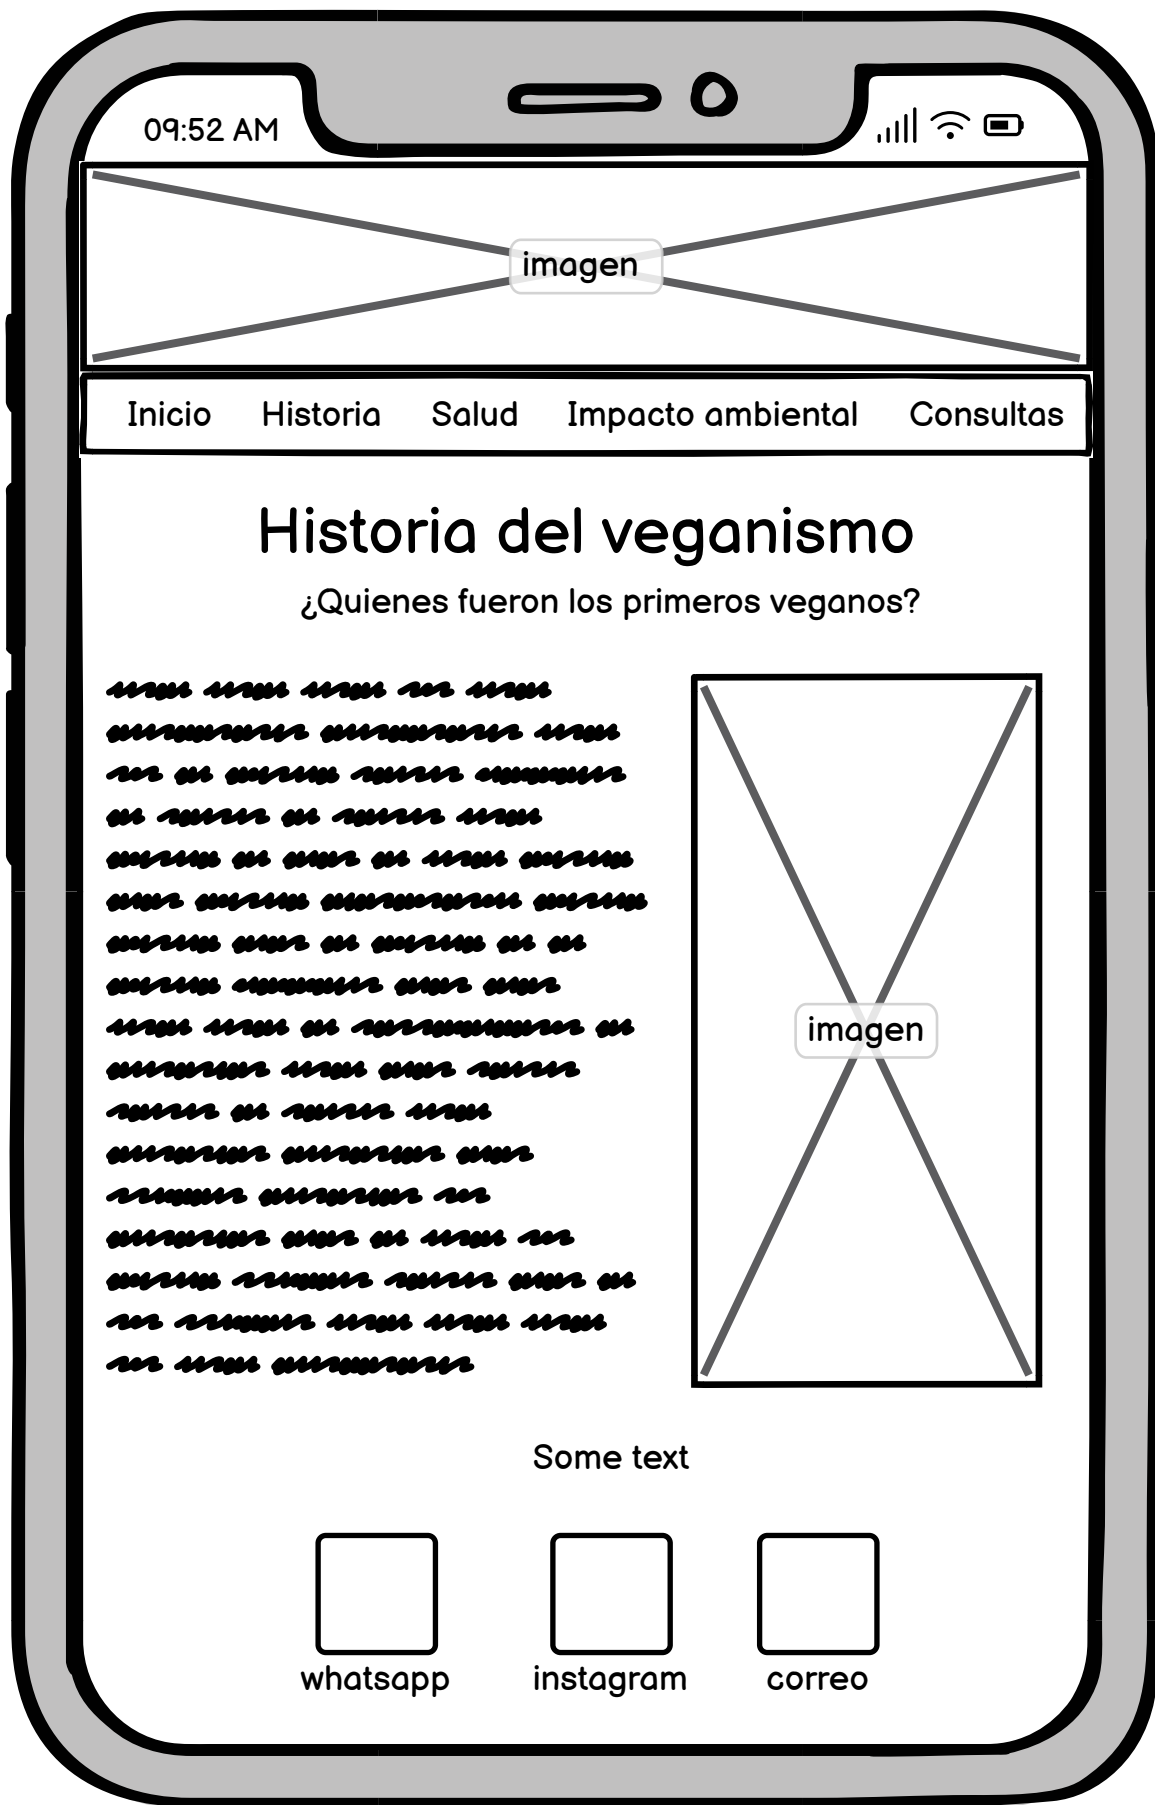 09:52 AM
imagen
Inicio Historia Salud Impacto ambiental Consultas
Historia del veganismo
¿Quienes fueron los primeros veganos?
imagen
Some text
whatsapp instagram correo